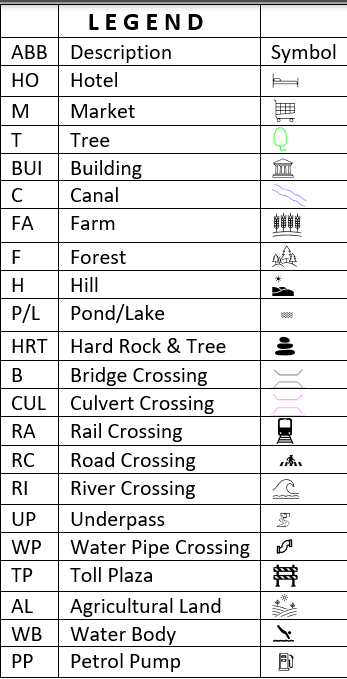 LEGEND
ABB Description Symbol
HO Hotel
M Market
T Tree
BUI Building
C Canal
FA Farm
F Forest
H Hill
P/L Pond/Lake
HRT Hard Rock & Tree
B Bridge Crossing
CUL Culvert Crossing
RA Rail Crossing
RC Road Crossing
RI River Crossing
UP Underpass
WP Water Pipe Crossing
TP Toll Plaza
AL Agricultural Land
WB Water Body
PP Petrol Pump